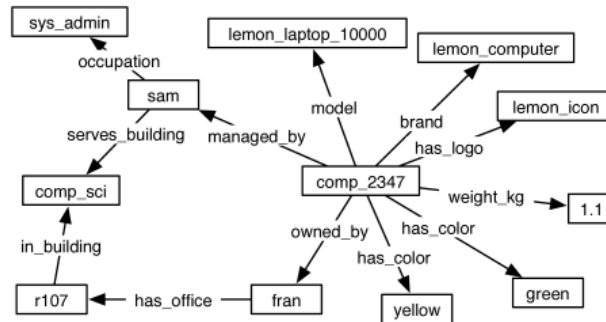 sys_admin
lemon_laptop_10000
lemon_computer
occupation
sam
model
brand
lemon_icon
serves_building
managed_by
has_logo
comp_sci
comp_2347
weight_kg
1.1
in_building
owned_by
has_color
has_color
r107
has_office
fran
yellow
green